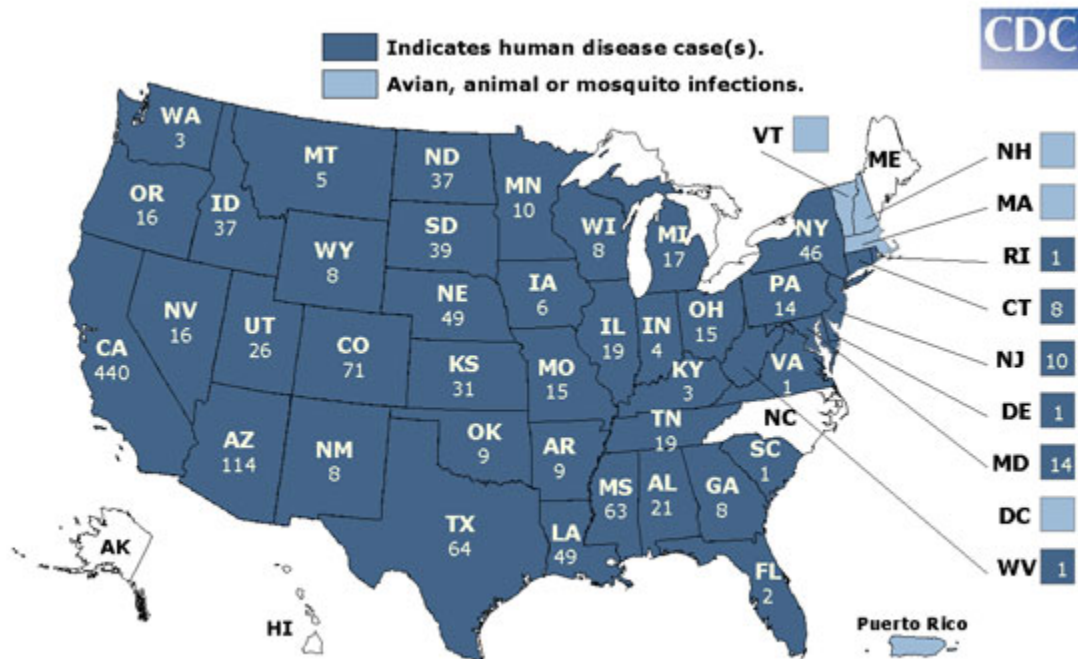 CDC
Indicates human disease case(s).
Avian, animal or mosquito infections.
WA
3
MT
5
ND
37
MN
10
VT
ME
NH
OR
16
ID
37
SD
39
WI
8
MI
17
NY
46
MA
WY
8
RI 1
IA
6
PA
14
NE
49
CT 8
NV
16
UT
26
CO
71
IL
19
IN
4
OH
15
NJ 10
CA
440
KS
31
MO
15
KY
3
VA
1
DE 1
NC
TN
19
AZ
114
NM
8
OK
9
AR
9
SC
1
MD 14
MS
63
AL
21
GA
8
DC
TX
64
LA
49
WV 1
AK
FL
2
HI
Puerto Rico